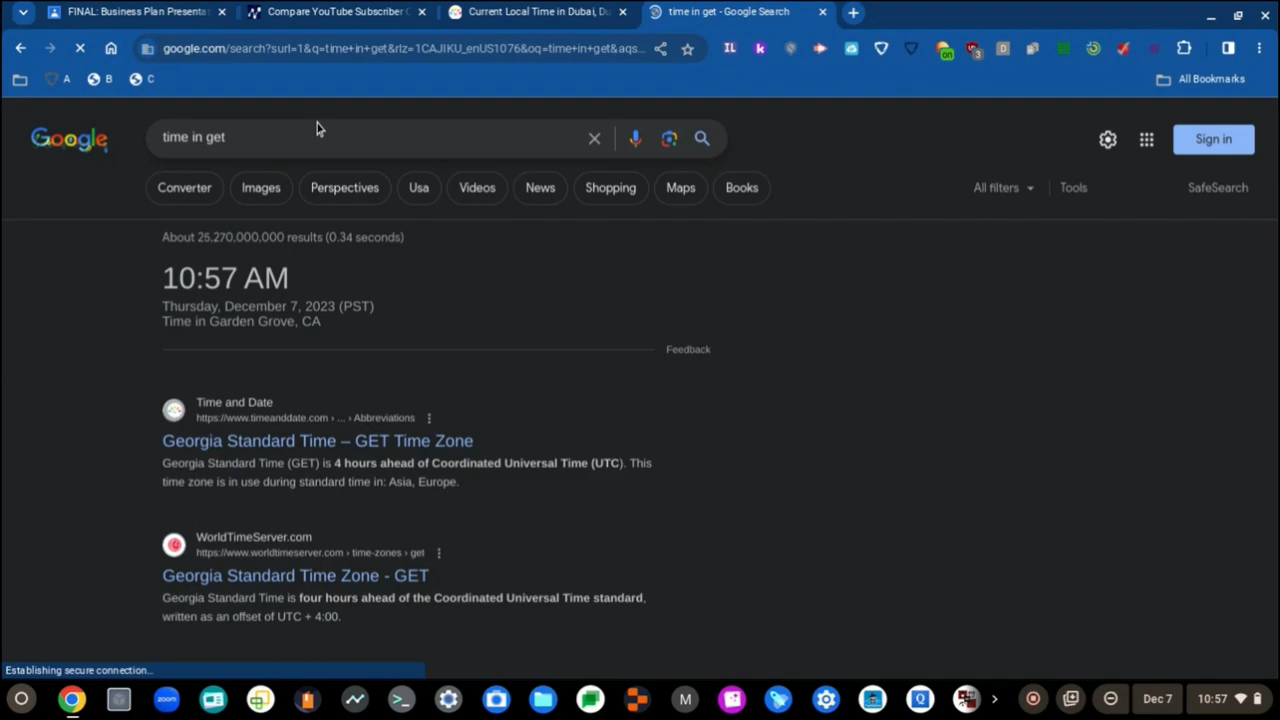 FINAL: Business Plan Presentat
Compare YouTube Subscriber C
Current Local Time in Dubai, Du
time in get - Google Search
google.com/search?surl=1&q=time+in+get&rlz=1CAJIKU_enUS1076&oq=time+in+get&aqs...
IL
k
on
3
D
A
B
C
All Bookmarks
Google
time in get
Sign in
Converter
Images
Perspectives
Usa
Videos
News
Shopping
Maps
Books
All filters
Tools
SafeSearch
About 25,270,000,000 results (0.34 seconds)
10:57 AM
Thursday, December 7, 2023 (PST)
Time in Garden Grove, CA
Feedback
Time and Date
https://www.timeanddate.com › ... › Abbreviations
Georgia Standard Time – GET Time Zone
Georgia Standard Time (GET) is 4 hours ahead of Coordinated Universal Time (UTC). This
time zone is in use during standard time in: Asia, Europe.
WorldTimeServer.com
https://www.worldtimeserver.com › time-zones › get
Georgia Standard Time Zone - GET
Georgia Standard Time is four hours ahead of the Coordinated Universal Time standard,
written as an offset of UTC + 4:00.
Establishing secure connection...
zoom
M
Q
Dec 7
10:57